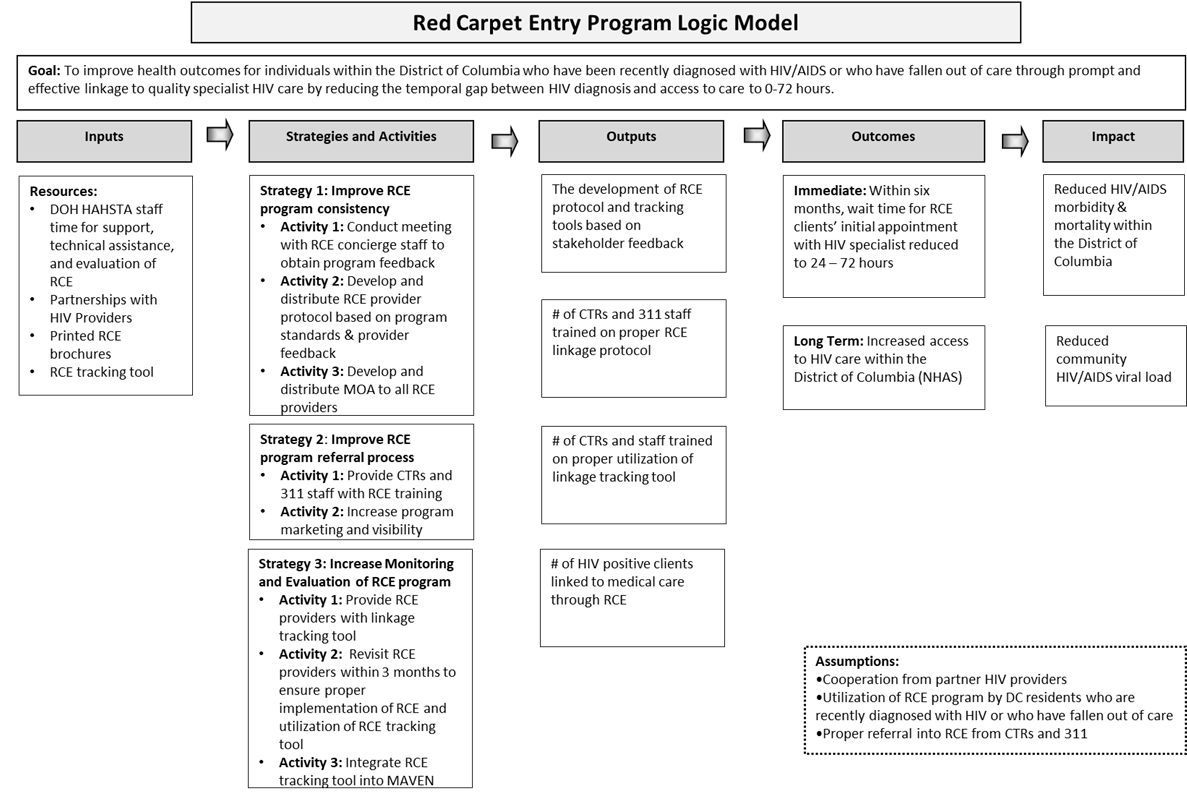 Red Carpet Entry Program Logic Model
Goal: To improve health outcomes for individuals within the District of Columbia who have been recently diagnosed with HIV/AIDS or who have fallen out of care through prompt and
effective linkage to quality specialist HIV care by reducing the temporal gap between HIV diagnosis and access to care to 0-72 hours.
Inputs
Resources:
• DOH HAHSTA staff
time for support,
technical assistance,
and evaluation of
RCE
• Partnerships with
HIV Providers
• Printed RCE
brochures
• RCE tracking tool
Strategies and Activities
Strategy 1: Improve RCE
program consistency
• Activity 1: Conduct meeting
with RCE concierge staff to
obtain program feedback
• Activity 2: Develop and
distribute RCE provider
protocol based on program
standards & provider
feedback
• Activity 3: Develop and
distribute MOA to all RCE
providers
Strategy 2: Improve RCE
program referral process
• Activity 1: Provide CTRs and
311 staff with RCE training
• Activity 2: Increase program
marketing and visibility
Strategy 3: Increase Monitoring
and Evaluation of RCE program
• Activity 1: Provide RCE
providers with linkage
tracking tool
• Activity 2: Revisit RCE
providers within 3 months to
ensure proper
implementation of RCE and
utilization of RCE tracking
tool
• Activity 3: Integrate RCE
tracking tool into MAVEN
Outputs
The development of RCE
protocol and tracking
tools based on
stakeholder feedback
# of CTRs and 311 staff
trained on proper RCE
linkage protocol
# of CTRs and staff trained
on proper utilization of
linkage tracking tool
# of HIV positive clients
linked to medical care
through RCE
Outcomes
Immediate: Within six
months, wait time for RCE
clients' initial appointment
with HIV specialist reduced
to 24 – 72 hours
Long Term: Increased access
to HIV care within the
District of Columbia (NHAS)
Impact
Reduced HIV/AIDS
morbidity &
mortality within
the District of
Columbia
Reduced
community
HIV/AIDS viral load
Assumptions:
•Cooperation from partner HIV providers
•Utilization of RCE program by DC residents who are
recently diagnosed with HIV or who have fallen out of care
•Proper referral into RCE from CTRs and 311